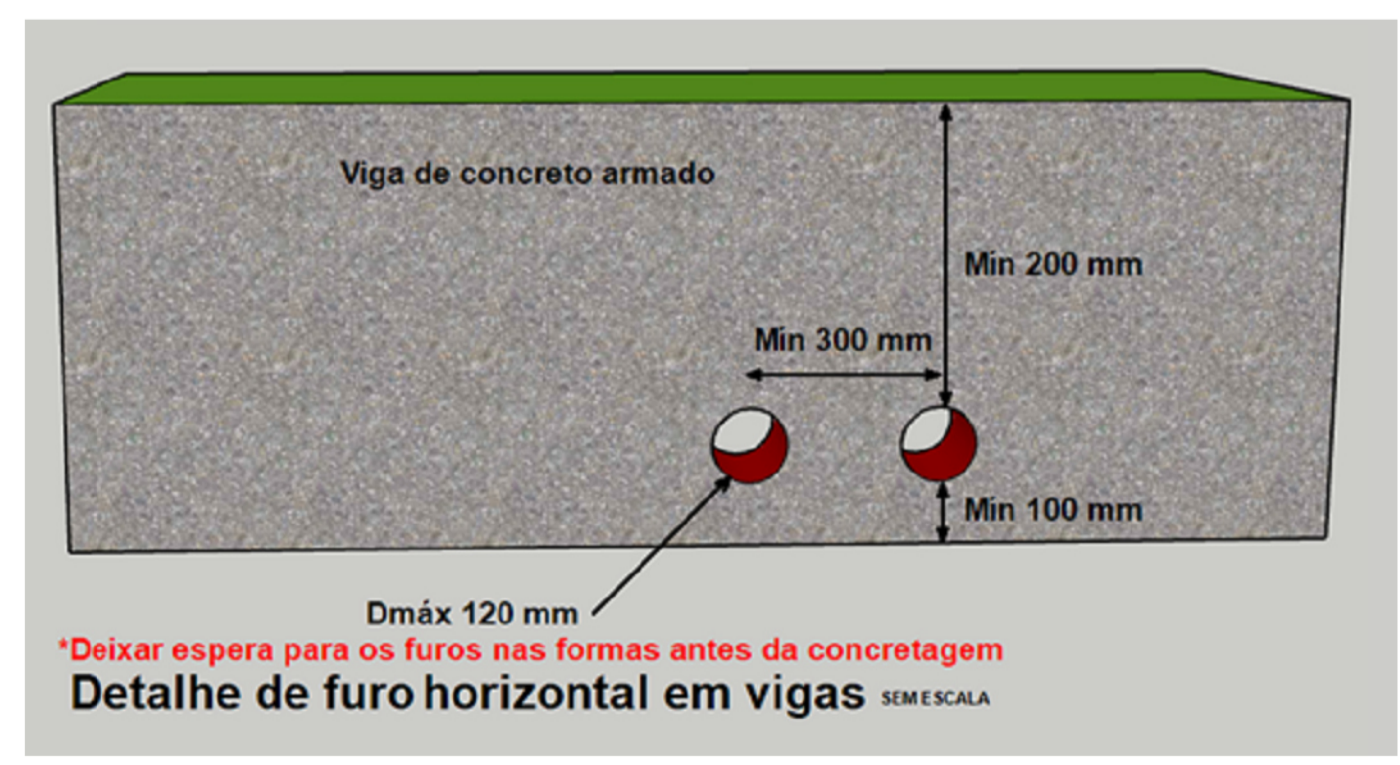 Viga de concreto armado
Min 200 mm
Min 300 mm
Min 100 mm
Dmáx 120 mm
*Deixar espera para os furos nas formas antes da concretagem
Detalhe de furo horizontal em vigas SEM ESCALA